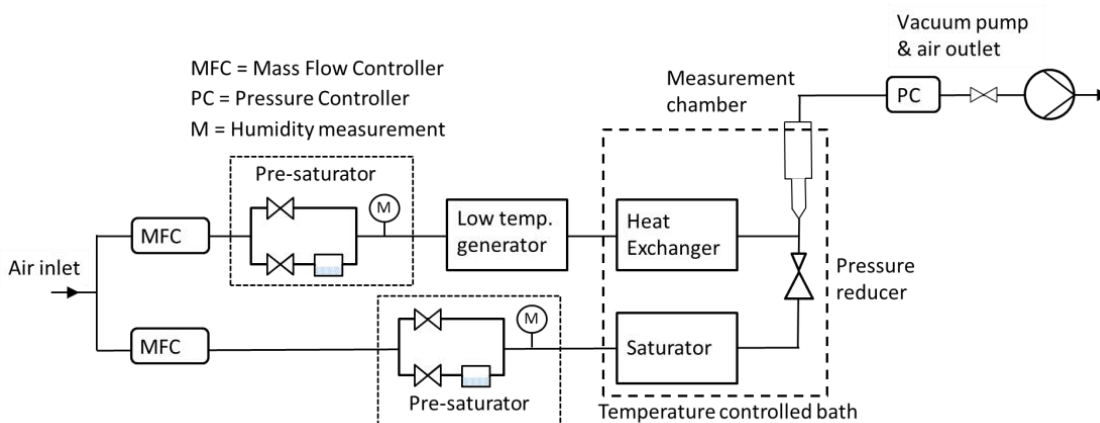 Vacuum pump
& air outlet
MFC = Mass Flow Controller
PC = Pressure Controller
M = Humidity measurement
Measurement
chamber
PC
Pre-saturator
M
MFC
Low temp.
generator
Heat
Exchanger
Air inlet
Pressure
reducer
M
MFC
Saturator
Pre-saturator
Temperature controlled bath